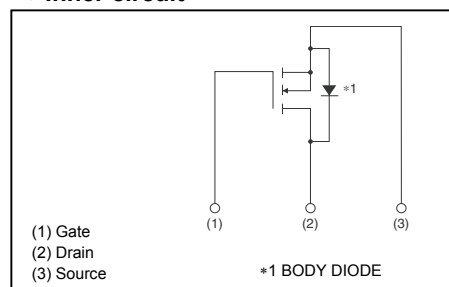 Inner circuit
*1
(1) (2) (3)
(1) Gate
(2) Drain
(3) Source
*1 BODY DIODE